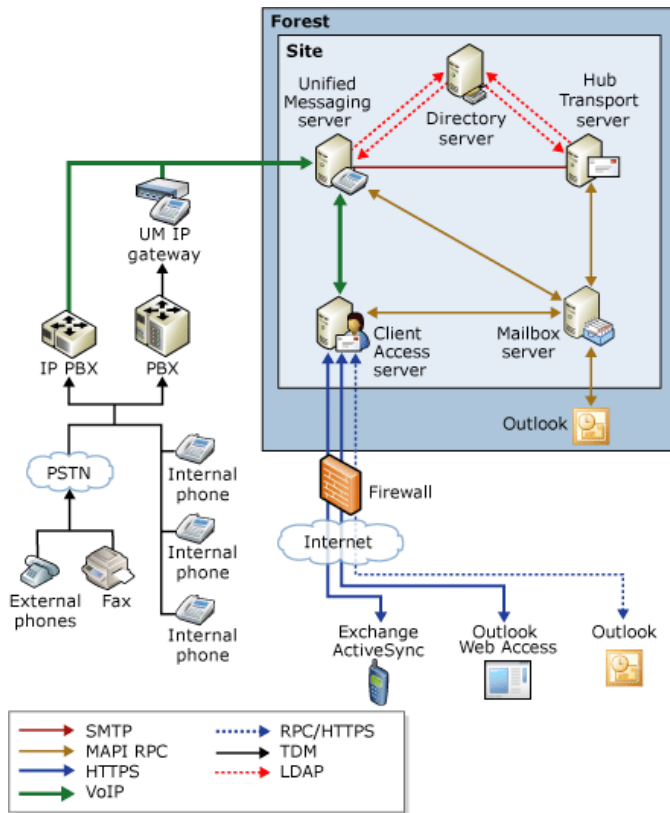 Forest
Site
Unified
Messaging
server
Directory
server
Hub
Transport
server
UM IP
gateway
IP PBX
PBX
Client
Access
server
Mailbox
server
Outlook
PSTN
Internal
phone
Firewall
Internal
phone
Internet
External
phones
Fax
Internal
phone
Exchange
ActiveSync
Outlook
Web Access
Outlook
SMTP
MAPI RPC
HTTPS
VoIP
RPC/HTTPS
TDM
LDAP